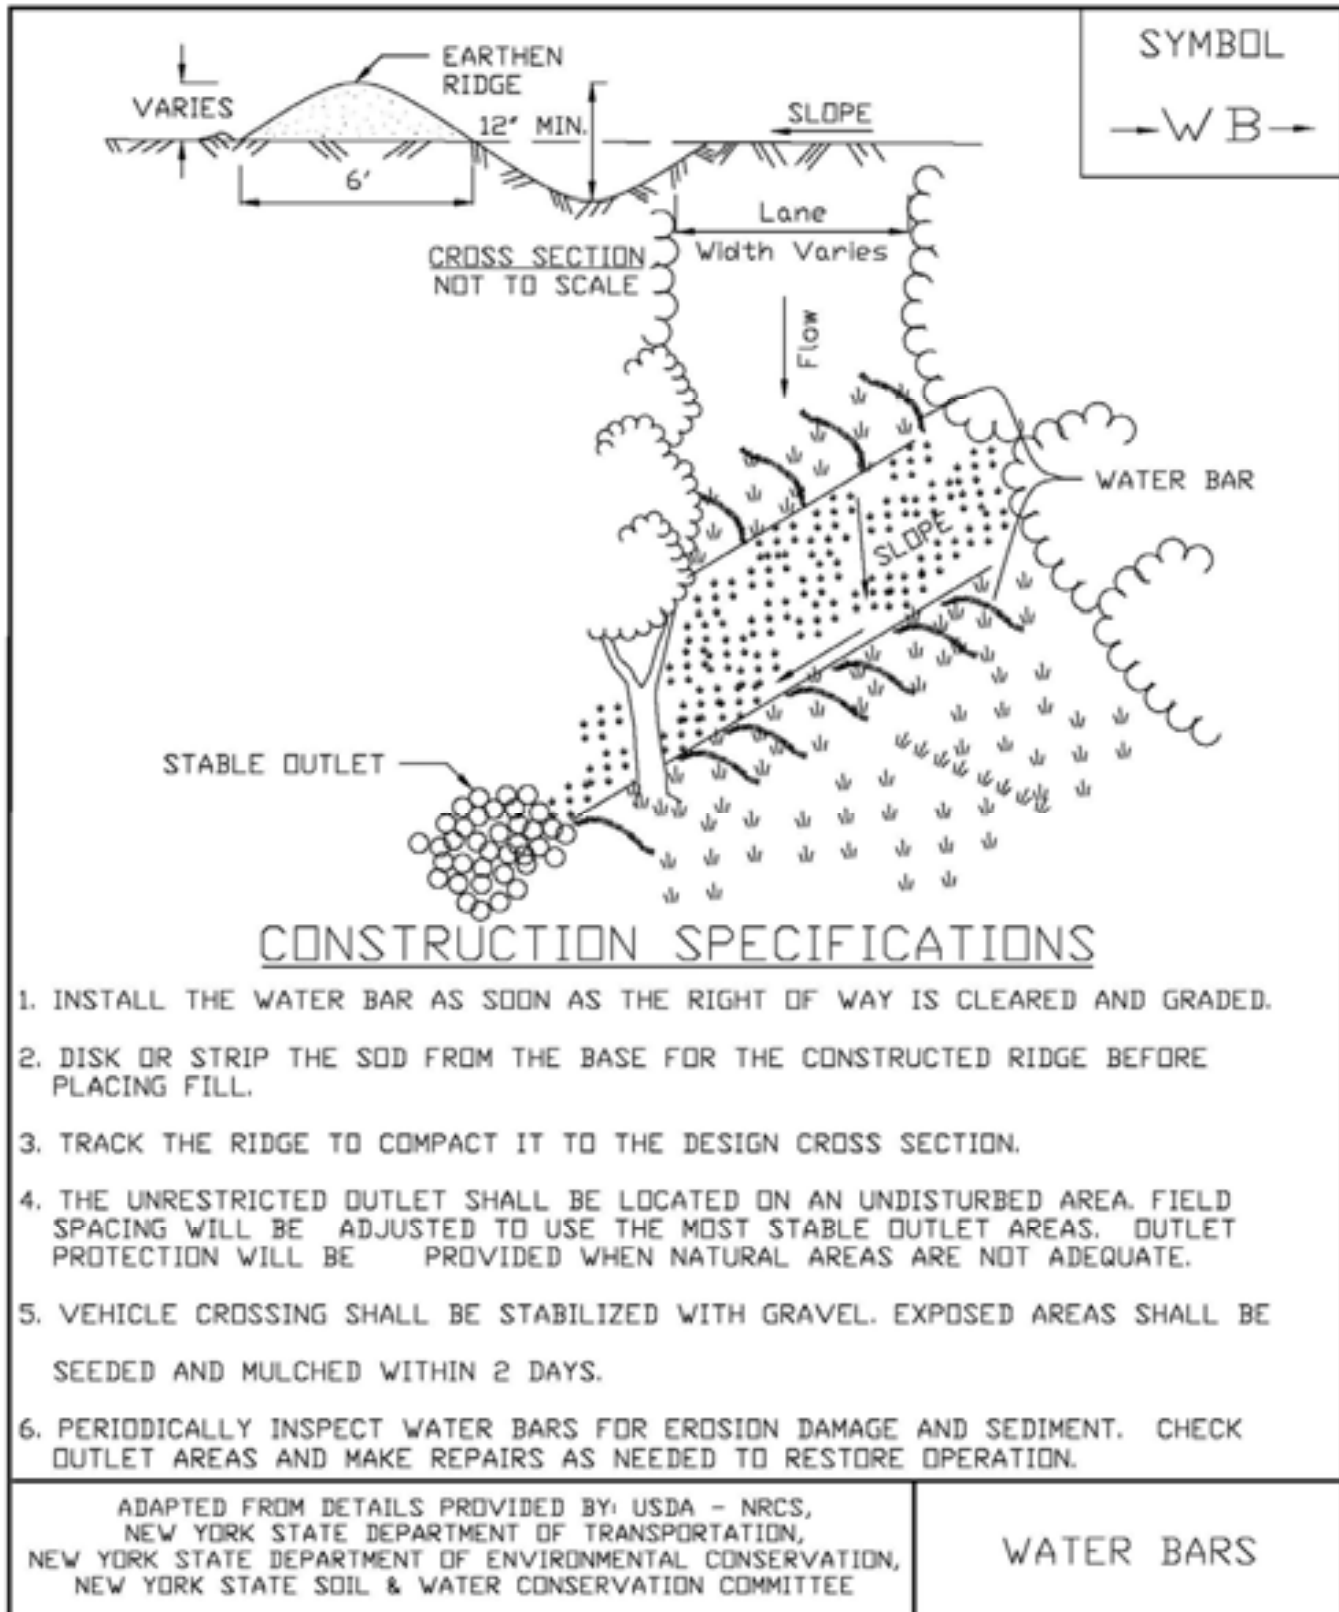 EARTHEN
RIDGE
VARIES
12" MIN.
SLOPE
6'
SYMBOL
W B
Lane
Width Varies
CROSS SECTION
NOT TO SCALE
Flow
WATER BAR
SLOPE
STABLE OUTLET
CONSTRUCTION SPECIFICATIONS
1. INSTALL THE WATER BAR AS SOON AS THE RIGHT OF WAY IS CLEARED AND GRADED.
2. DISK OR STRIP THE SOD FROM THE BASE FOR THE CONSTRUCTED RIDGE BEFORE
PLACING FILL.
3. TRACK THE RIDGE TO COMPACT IT TO THE DESIGN CROSS SECTION.
4. THE UNRESTRICTED OUTLET SHALL BE LOCATED ON AN UNDISTURBED AREA. FIELD
SPACING WILL BE ADJUSTED TO USE THE MOST STABLE OUTLET AREAS. OUTLET
PROTECTION WILL BE PROVIDED WHEN NATURAL AREAS ARE NOT ADEQUATE.
5. VEHICLE CROSSING SHALL BE STABILIZED WITH GRAVEL. EXPOSED AREAS SHALL BE
SEEDED AND MULCHED WITHIN 2 DAYS.
6. PERIODICALLY INSPECT WATER BARS FOR EROSION DAMAGE AND SEDIMENT. CHECK
OUTLET AREAS AND MAKE REPAIRS AS NEEDED TO RESTORE OPERATION.
ADAPTED FROM DETAILS PROVIDED BY: USDA - NRCS,
NEW YORK STATE DEPARTMENT OF TRANSPORTATION,
NEW YORK STATE DEPARTMENT OF ENVIRONMENTAL CONSERVATION,
NEW YORK STATE SOIL & WATER CONSERVATION COMMITTEE
WATER BARS